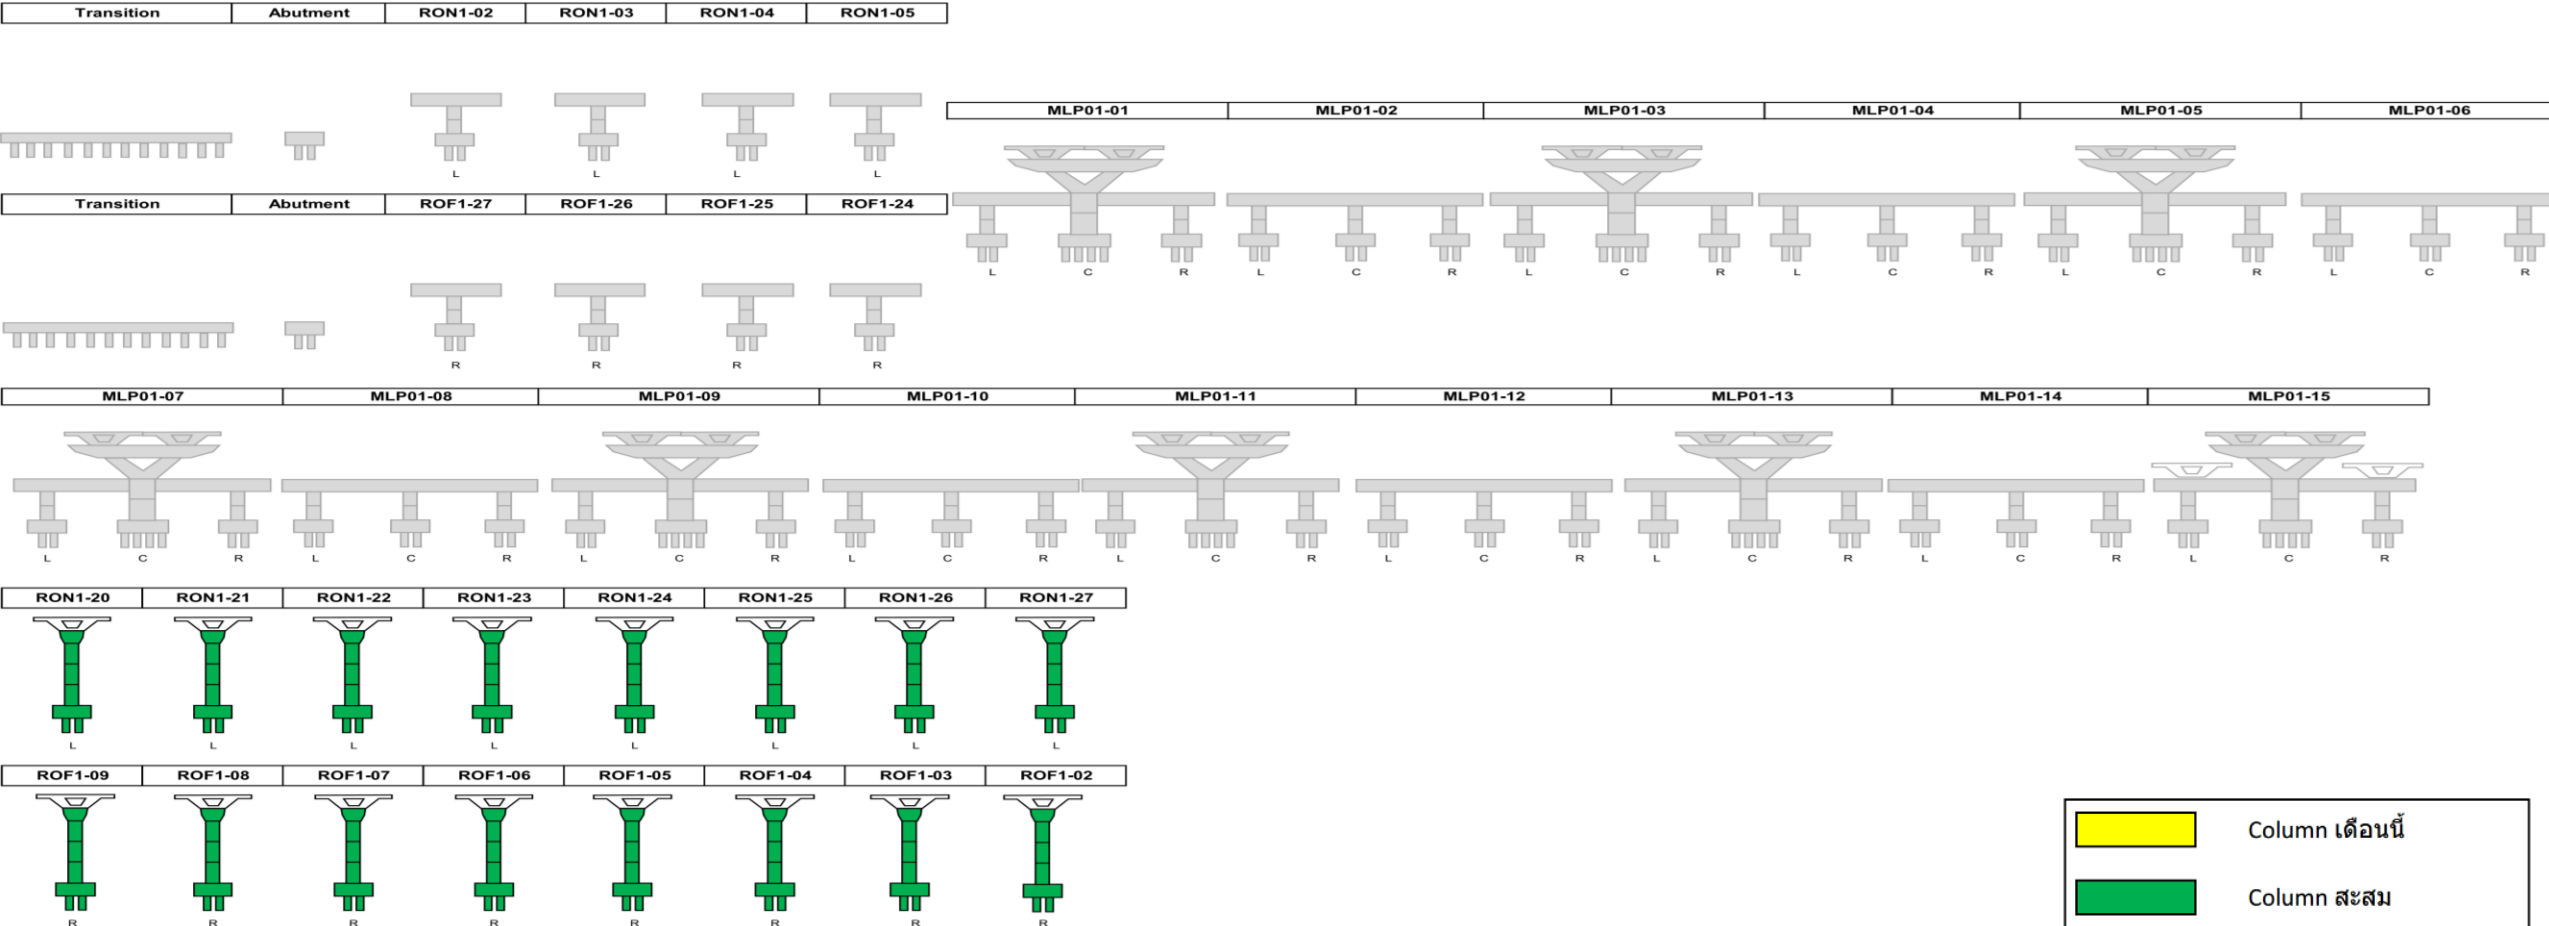 Transition Abutment RON1-02 RON1-03 RON1-04 RON1-05
MLP01-01 MLP01-02 MLP01-03 MLP01-04 MLP01-05 MLP01-06
L L L L
Transition Abutment ROF1-27 ROF1-26 ROF1-25 ROF1-24
L C R L C R L C R L C R L C R L C R
R R R R
MLP01-07 MLP01-08 MLP01-09 MLP01-10 MLP01-11 MLP01-12 MLP01-13 MLP01-14 MLP01-15
L C R L C R L C R L C R L C R L C R L C R L C R L C R
RON1-20 RON1-21 RON1-22 RON1-23 RON1-24 RON1-25 RON1-26 RON1-27
L L L L L L L L
ROF1-09 ROF1-08 ROF1-07 ROF1-06 ROF1-05 ROF1-04 ROF1-03 ROF1-02
R R R R R R R R
Column เดือนนี้
Column สะสม